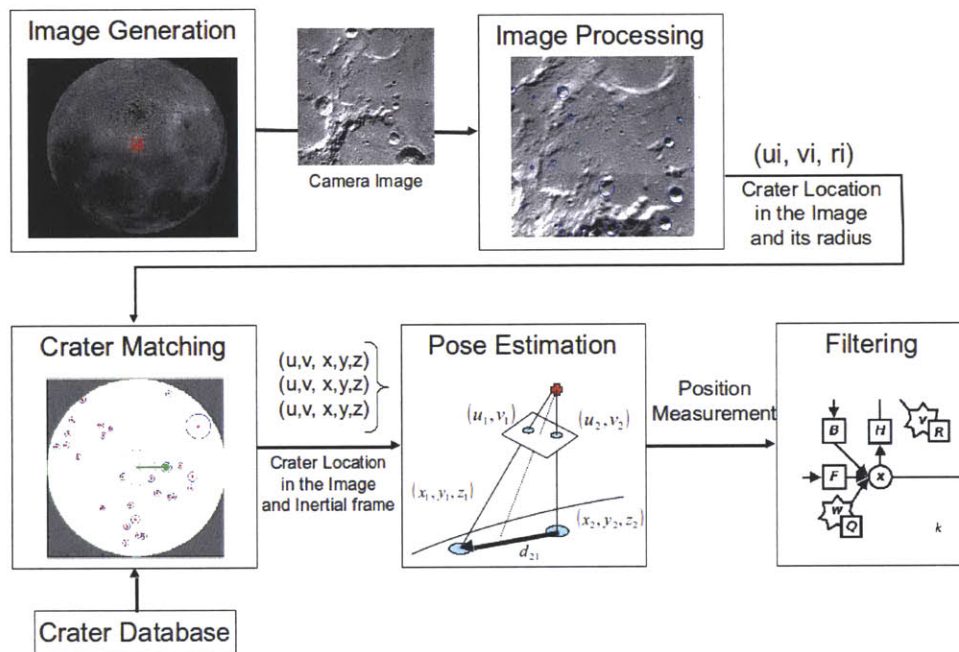 Image Generation
Camera Image
Image Processing
(ui, vi, ri)
Crater Location
in the Image
and its radius
Crater Matching
(u,v, x,y,z)
(u,v, x,y,z)
(u,v, x,y,z)
Crater Location
in the Image
and Inertial frame
Pose Estimation
(u₁, v₁)
(u₂, v₂)
(x₁, y₁, z₁)
(x₂, y₂, z₂)
d₂₁
Position
Measurement
Filtering
B
H
v
R
F
x
w
Q
k
Crater Database